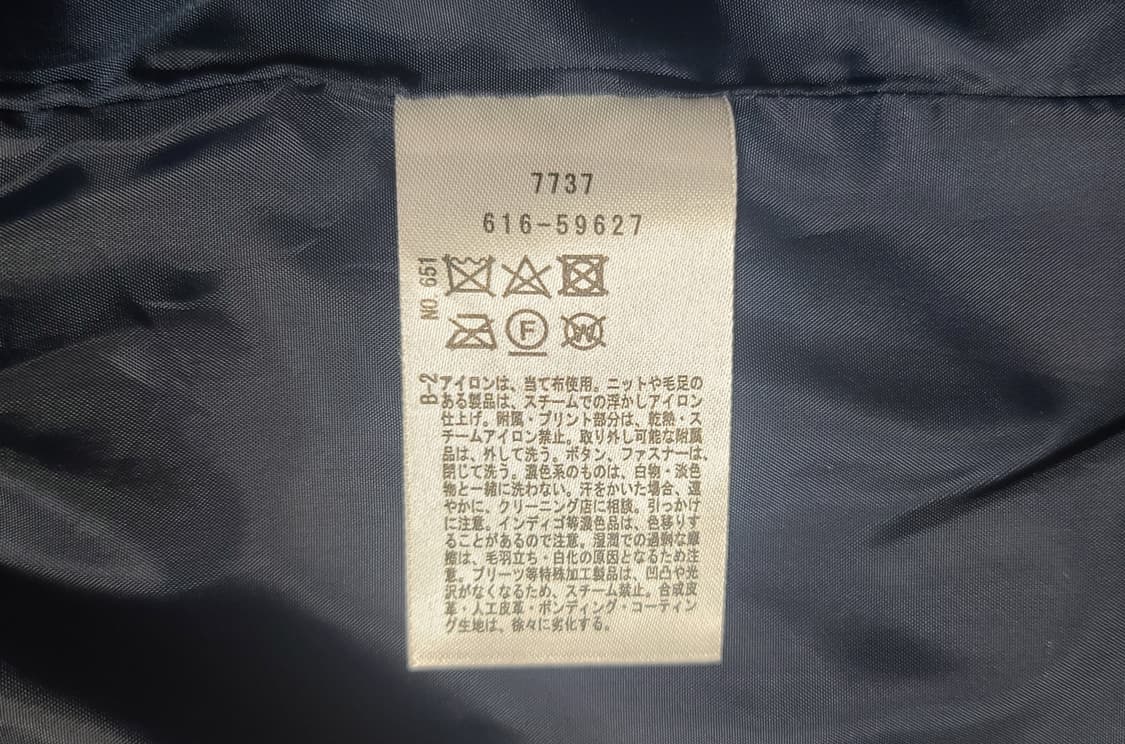 7737
616-59627
NO. 651
F
W
B-2
アイロンは、当て布使用。ニットや毛足の
ある製品は、スチームでの浮かしアイロン
仕上げ。附属・プリント部分は、乾熱・ス
チームアイロン禁止。取り外し可能な附属
品は、外して洗う。ボタン、ファスナーは、
閉じて洗う。濃色系のものは、白物・淡色
物と一緒に洗わない。汗をかいた場合、速
やかに、クリーニング店に相談。引っかけ
に注意。インディゴ等濃色品は、色移りす
ることがあるので注意。湿潤での過剰な摩
擦は、毛羽立ち・白化の原因となるため注
意。プリーツ等特殊加工製品は、凹凸や光
沢がなくなるため、スチーム禁止。合成皮
革・人工皮革・ボンディング・コーティン
グ生地は、徐々に劣化する。